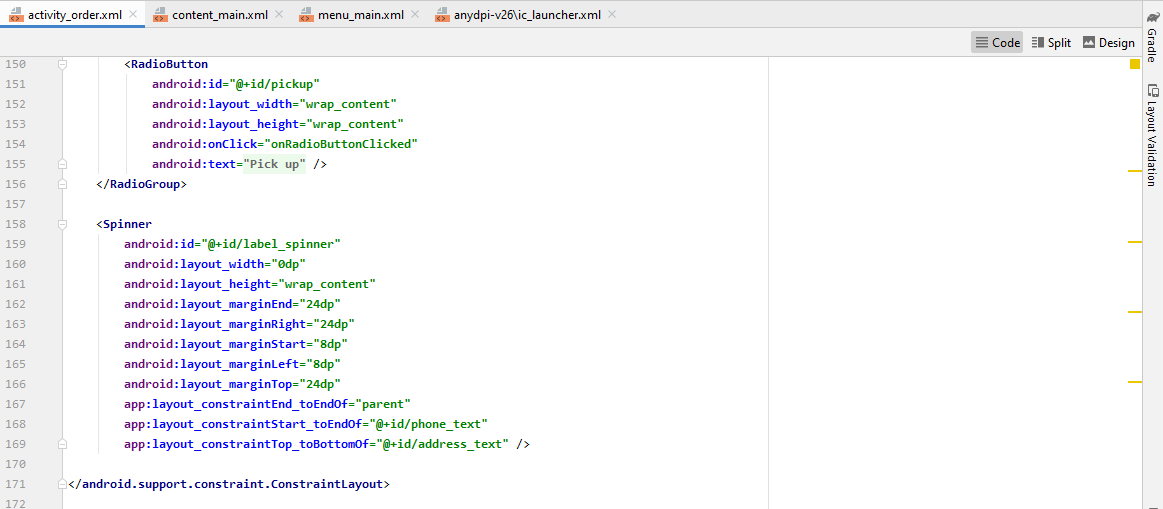 activity_order.xml content_main.xml menu_main.xml anydpi-v26\ic_launcher.xml
Code Split Design
150 <RadioButton
151 android:id="@+id/pickup"
152 android:layout_width="wrap_content"
153 android:layout_height="wrap_content"
154 android:onClick="onRadioButtonClicked"
155 android:text="Pick up" />
156 </RadioGroup>
157
158 <Spinner
159 android:id="@+id/label_spinner"
160 android:layout_width="0dp"
161 android:layout_height="wrap_content"
162 android:layout_marginEnd="24dp"
163 android:layout_marginRight="24dp"
164 android:layout_marginStart="8dp"
165 android:layout_marginLeft="8dp"
166 android:layout_marginTop="24dp"
167 app:layout_constraintEnd_toEndOf="parent"
168 app:layout_constraintStart_toEndOf="@+id/phone_text"
169 app:layout_constraintTop_toBottomOf="@+id/address_text" />
170
171 </android.support.constraint.ConstraintLayout>
172
Gradle
Layout Validation